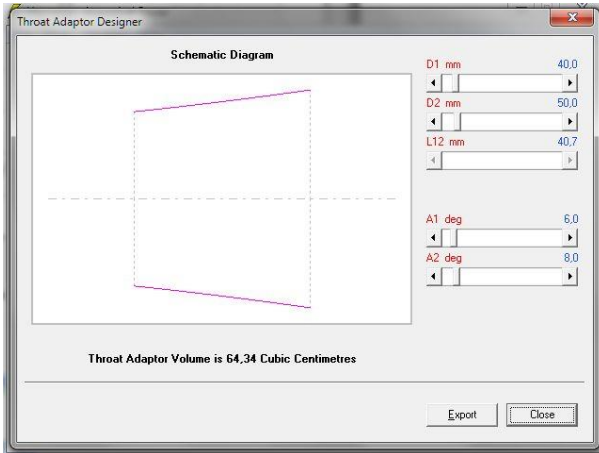 Throat Adaptor Designer
Schematic Diagram
D1 mm 40,0
D2 mm 50,0
L12 mm 40,7
A1 deg 6,0
A2 deg 8,0
Throat Adaptor Volume is 64,34 Cubic Centimetres
Export
Close